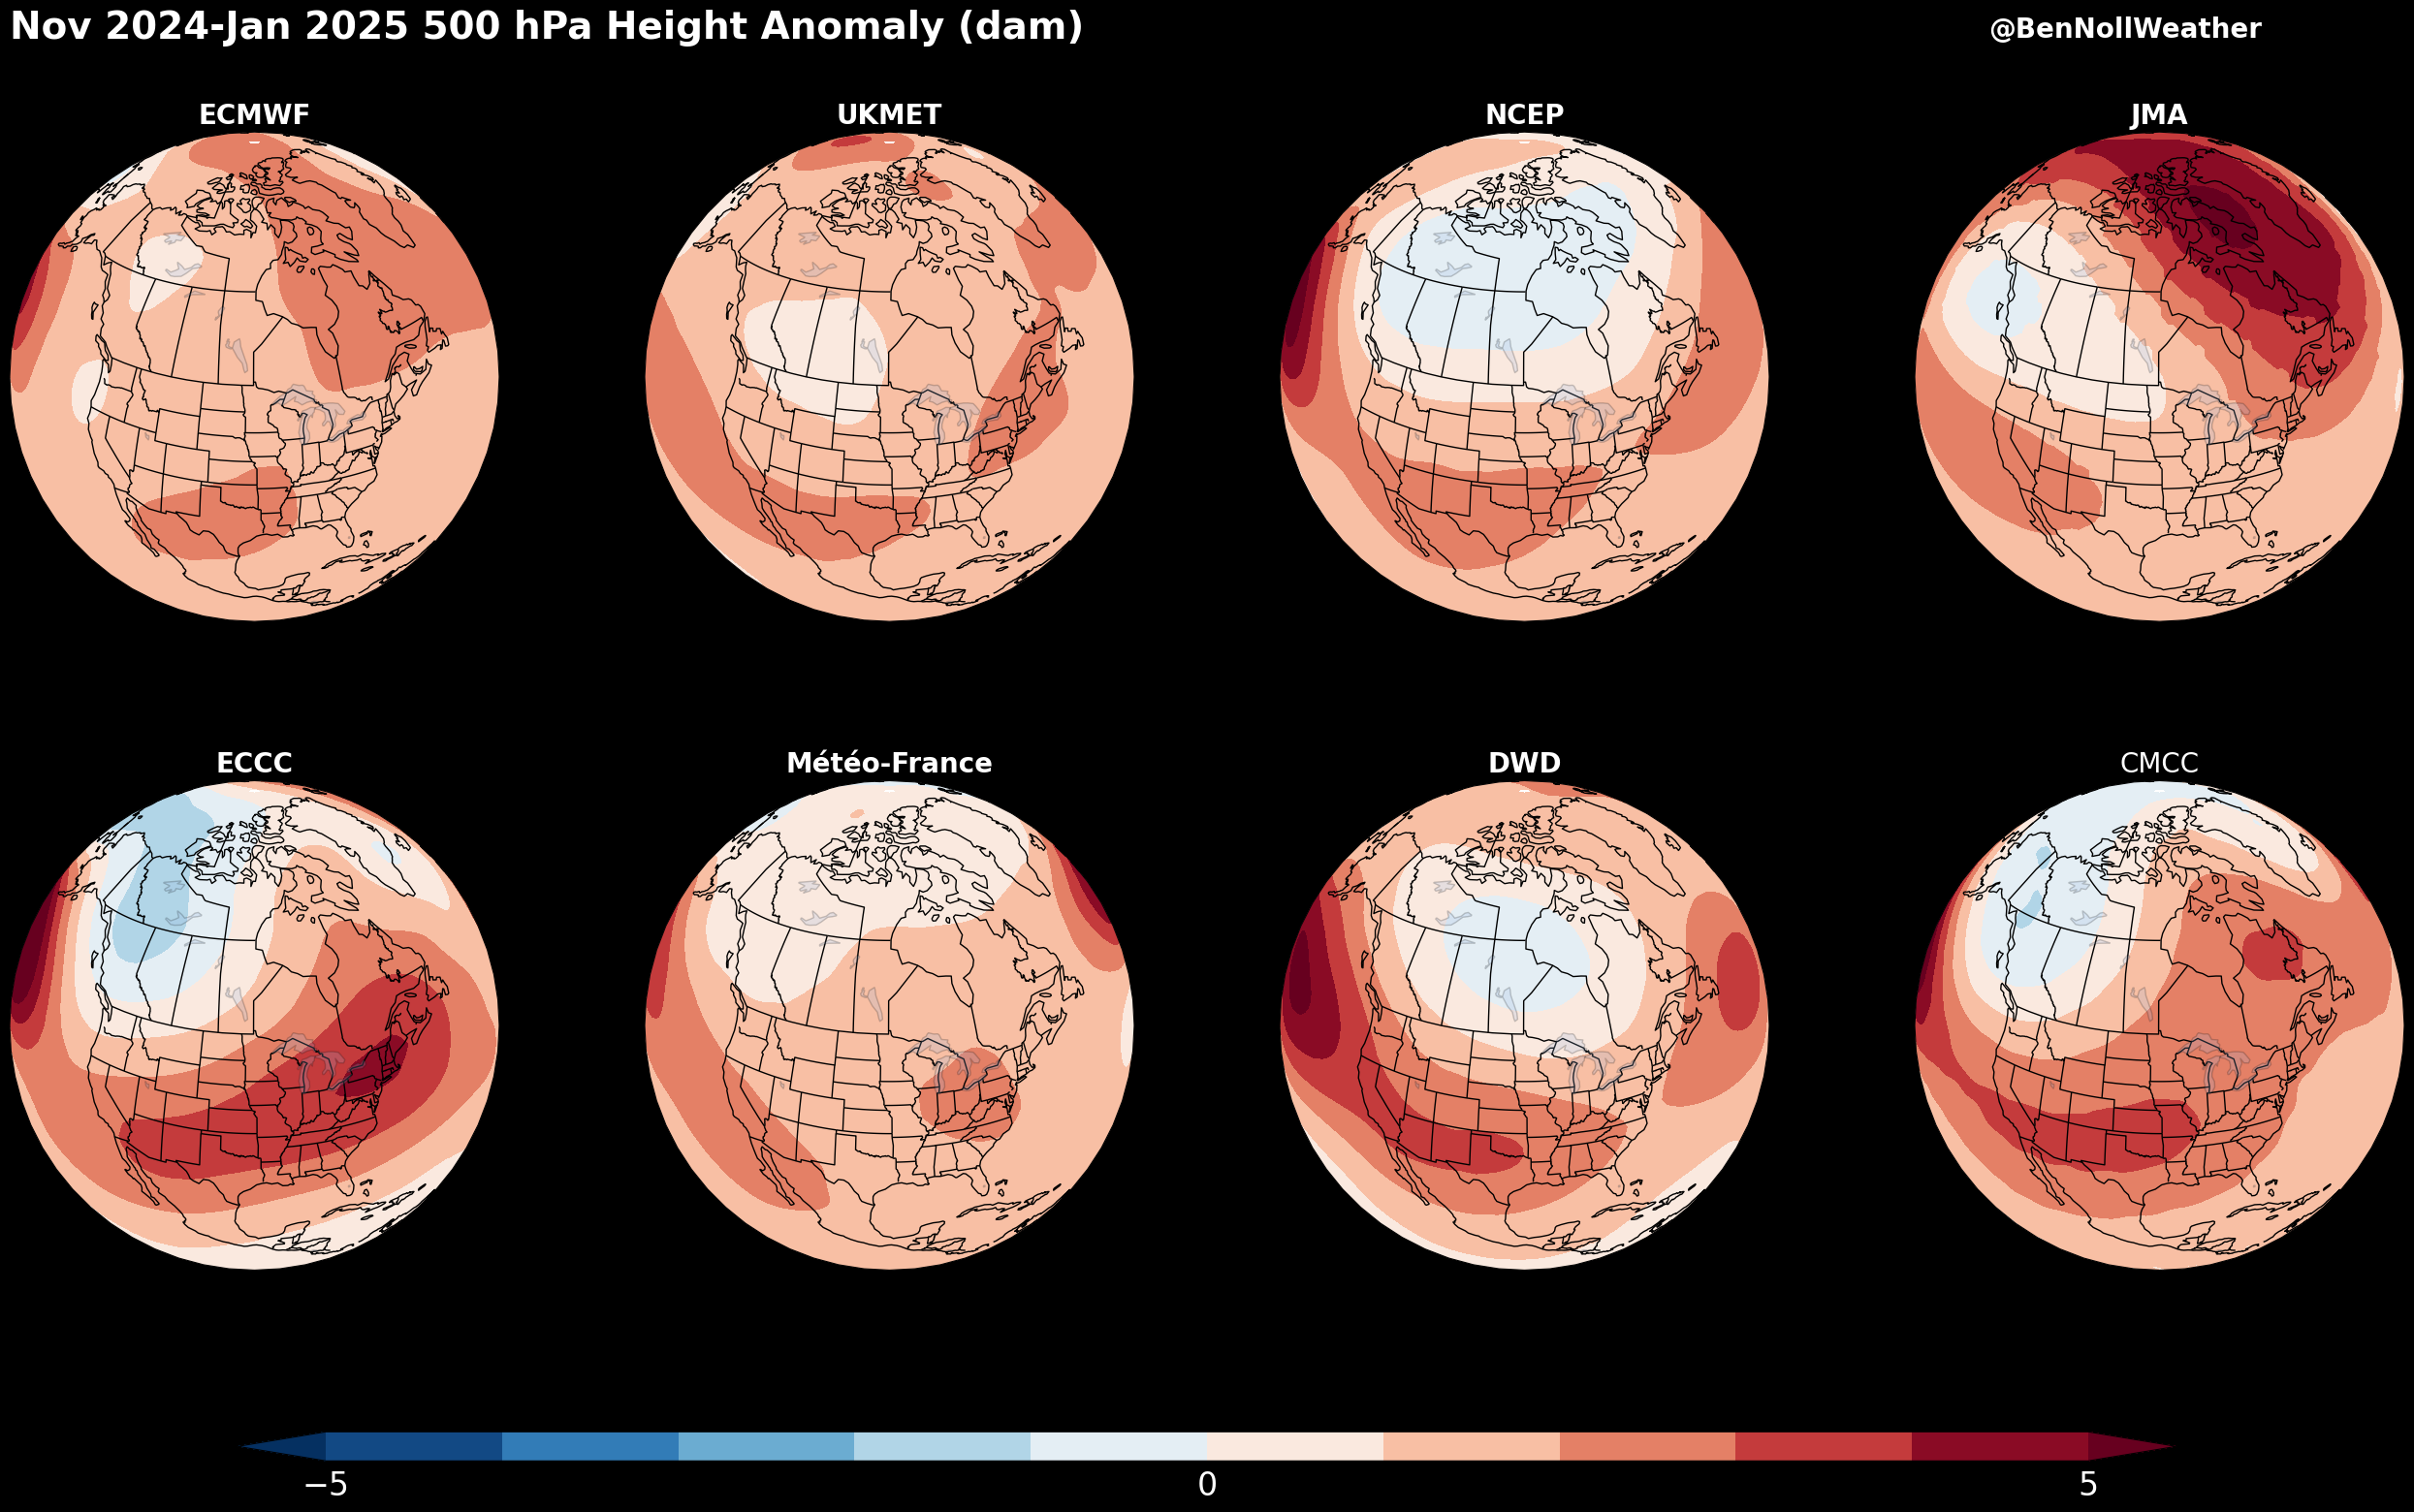 Nov 2024-Jan 2025 500 hPa Height Anomaly (dam)
@BenNollWeather
ECMWF
UKMET
NCEP
JMA
ECCC
Météo-France
DWD
CMCC
−5
0
5